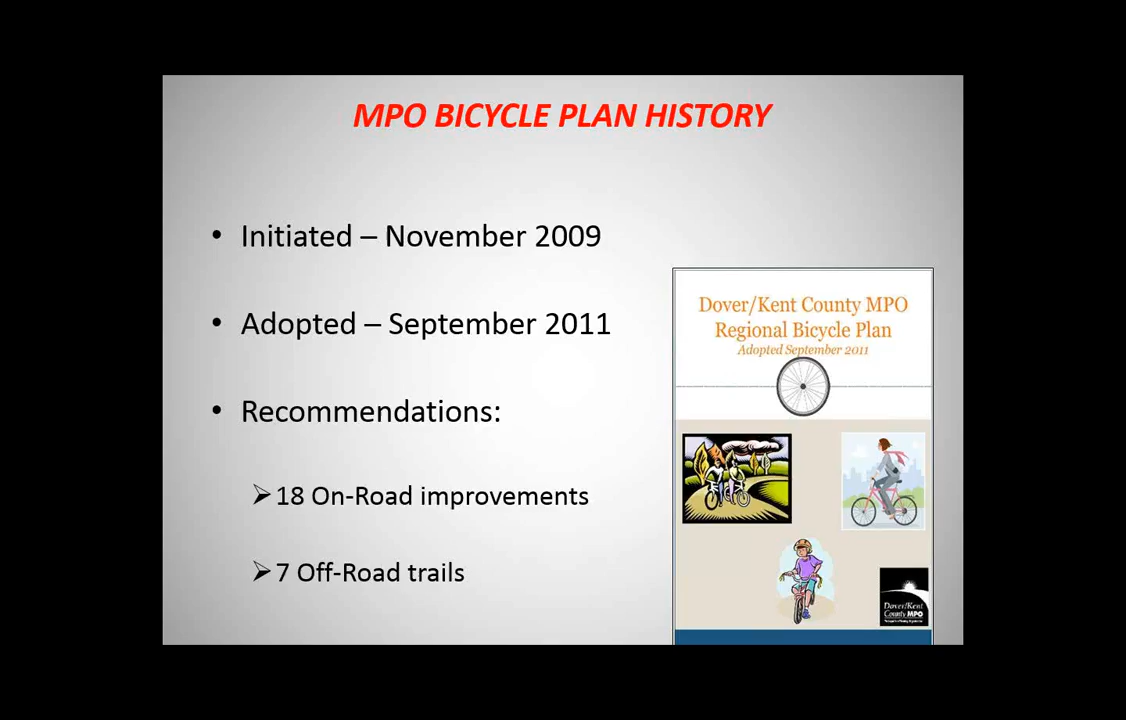 MPO BICYCLE PLAN HISTORY
• Initiated – November 2009
• Adopted – September 2011
• Recommendations:
➢18 On-Road improvements
➢7 Off-Road trails
Dover/Kent County MPO
Regional Bicycle Plan
Adopted September 2011
Dover/Kent
County MPO